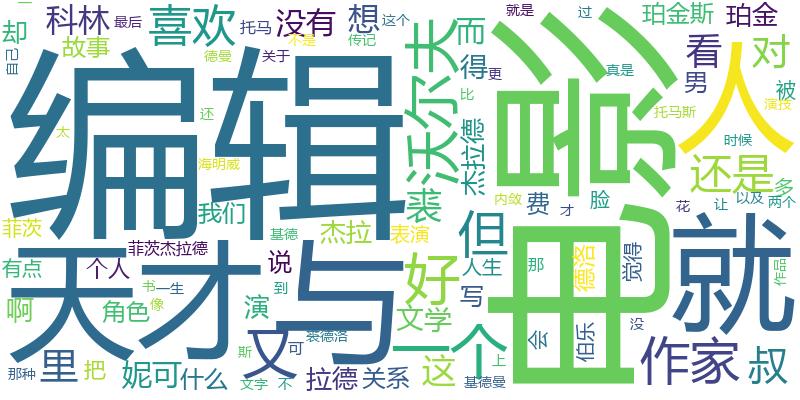 编辑
电影
天才
与
人
就
沃尔夫
一个
作家
叔
但
好
又
喜欢
还是
裘
里
科林
没有
想
而
得
看
对
男
被
珀金斯
珀金
却
故事
自己
一
最后
托马
这个
传记
就是
过
更
德曼
不是
关于
真是
比
托马斯
演技
太
还
海明威
杰拉德
内敛
才
脸
费
花
让
以及
两个
多
时候
菲茨
我们
基德
杰拉
表演
菲茨杰拉德
有点
个人
说
人生
那
德洛
觉得
作品
书
一生
像
到
写
啊
角色
演
文学
会
伯乐
没
可
裘德洛
斯
这
上
那种
把
妮可
什么
文字
不
拉德
关系
基德曼